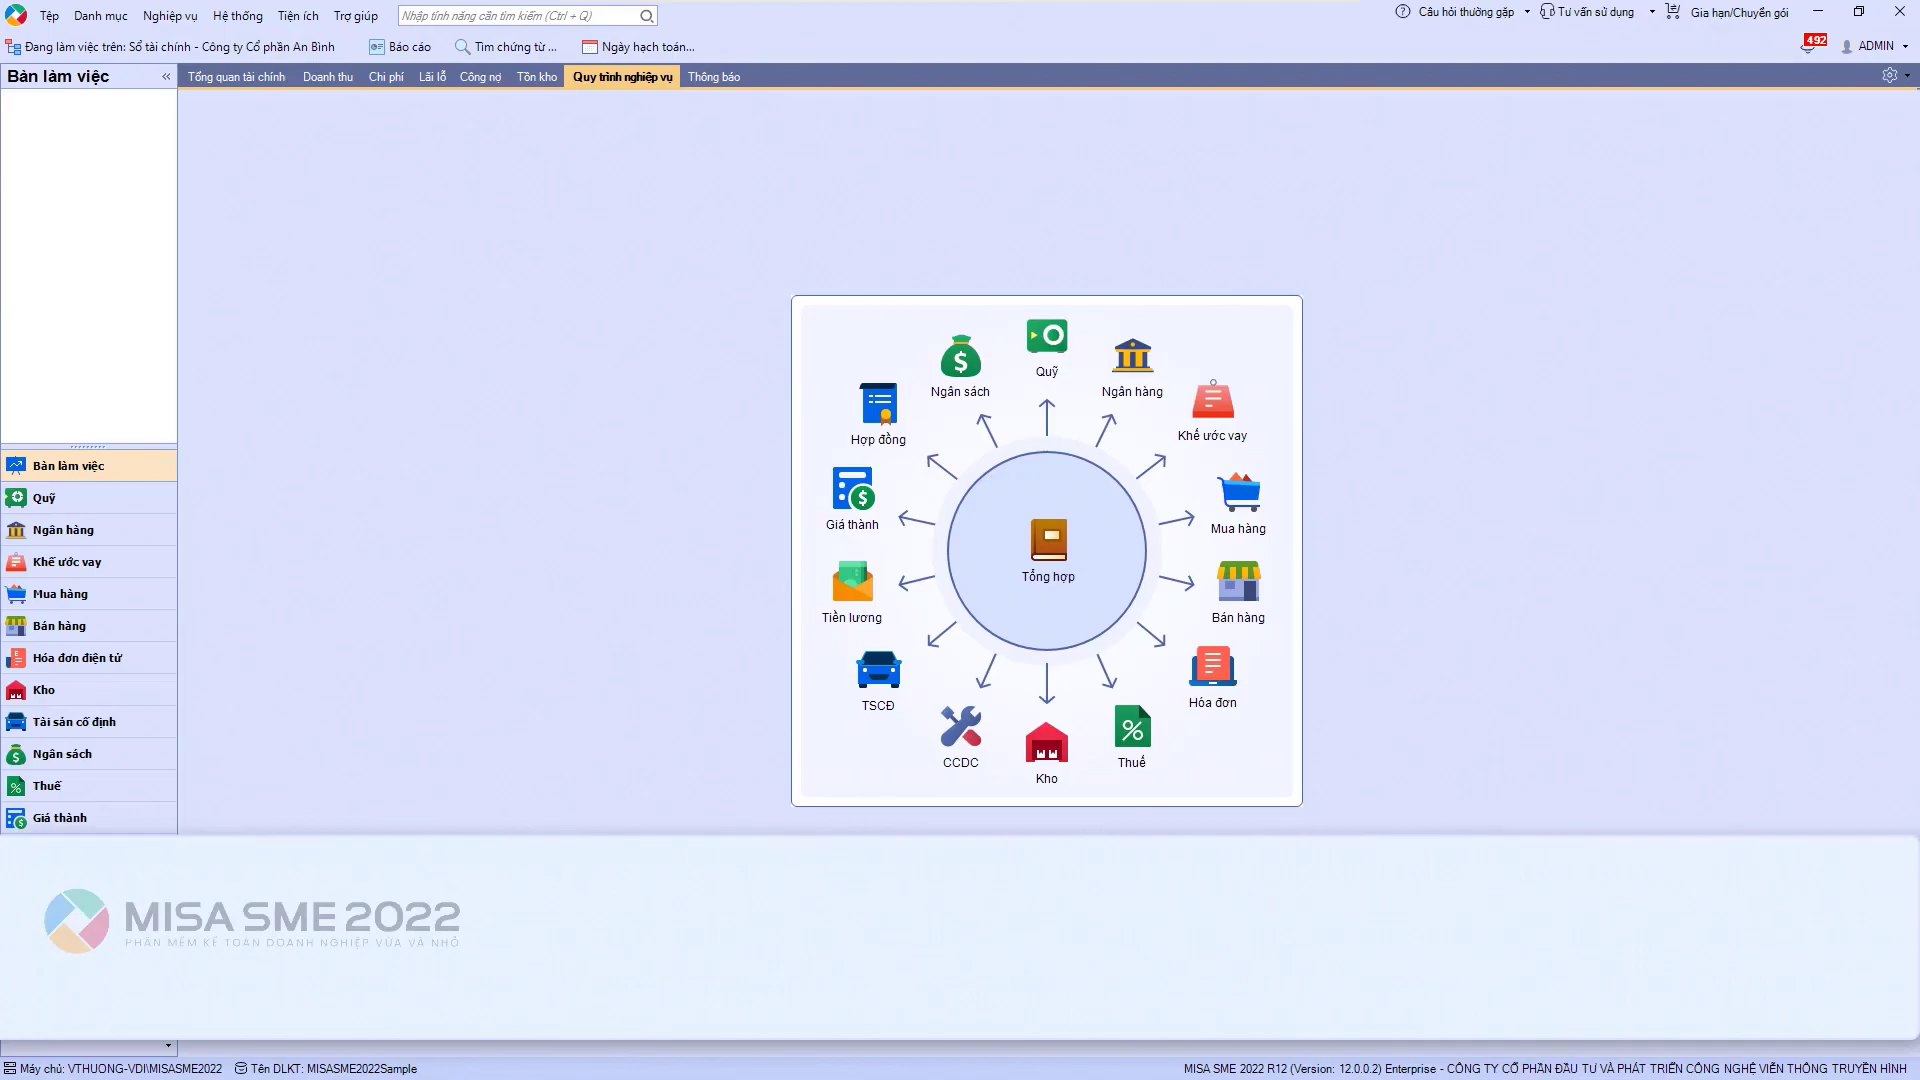 Tệp Danh mục Nghiệp vụ Hệ thống Tiện ích Trợ giúp Nhập tính năng cần tìm kiếm (Ctrl + Q) Câu hỏi thường gặp Tư vấn sử dụng Gia hạn/Chuyển gói
Đang làm việc trên: Sổ tài chính - Công ty Cổ phần An Bình Báo cáo Tìm chứng từ ... Ngày hạch toán... 492 ADMIN
Bàn làm việc « Tổng quan tài chính Doanh thu Chi phí Lãi lỗ Công nợ Tồn kho Quy trình nghiệp vụ Thông báo
Quỹ
Ngân sách Ngân hàng
Khế ước vay
Hợp đồng
Giá thành Mua hàng
Tổng hợp
Tiền lương Bán hàng
TSCĐ Hóa đơn
CCDC Thuế
Kho
Bàn làm việc
Quỹ
Ngân hàng
Khế ước vay
Mua hàng
Bán hàng
Hóa đơn điện tử
Kho
Tài sản cố định
Ngân sách
Thuế
Giá thành
MISA SME 2022
PHẦN MỀM KẾ TOÁN DOANH NGHIỆP VỪA VÀ NHỎ
Máy chủ: VTHUONG-VDI\MISASME2022 Tên DLKT: MISASME2022Sample MISA SME 2022 R12 (Version: 12.0.0.2) Enterprise - CÔNG TY CỔ PHẦN ĐẦU TƯ VÀ PHÁT TRIỂN CÔNG NGHỆ VIỄN THÔNG TRUYỀN HÌNH